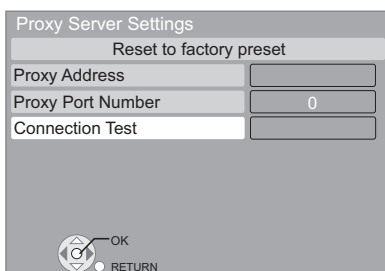 Proxy Server Settings
Reset to factory preset
Proxy Address
Proxy Port Number 0
Connection Test
OK
RETURN